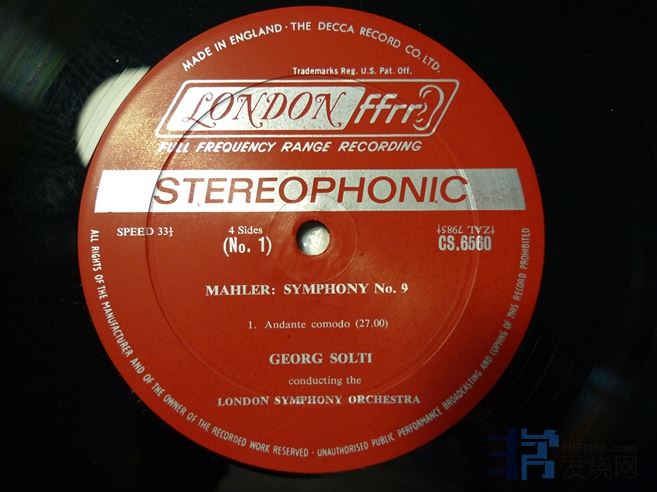 MADE IN ENGLAND · THE DECCA RECORD CO. LTD.
Trademarks Reg. U.S. Pat. Off.
LONDON ffrr
FULL FREQUENCY RANGE RECORDING
STEREOPHONIC
SPEED 33⅓
4 Sides
(No. 1)
ZAL 7985
CS.6560
MAHLER: SYMPHONY No. 9
1. Andante comodo (27.00)
GEORG SOLTI
conducting the
LONDON SYMPHONY ORCHESTRA
ALL RIGHTS OF THE MANUFACTURER AND OF THE OWNER OF THE RECORDED WORK RESERVED · UNAUTHORISED PUBLIC PERFORMANCE BROADCASTING AND COPYING OF THIS RECORD PROHIBITED
HIFI168.com
发烧网